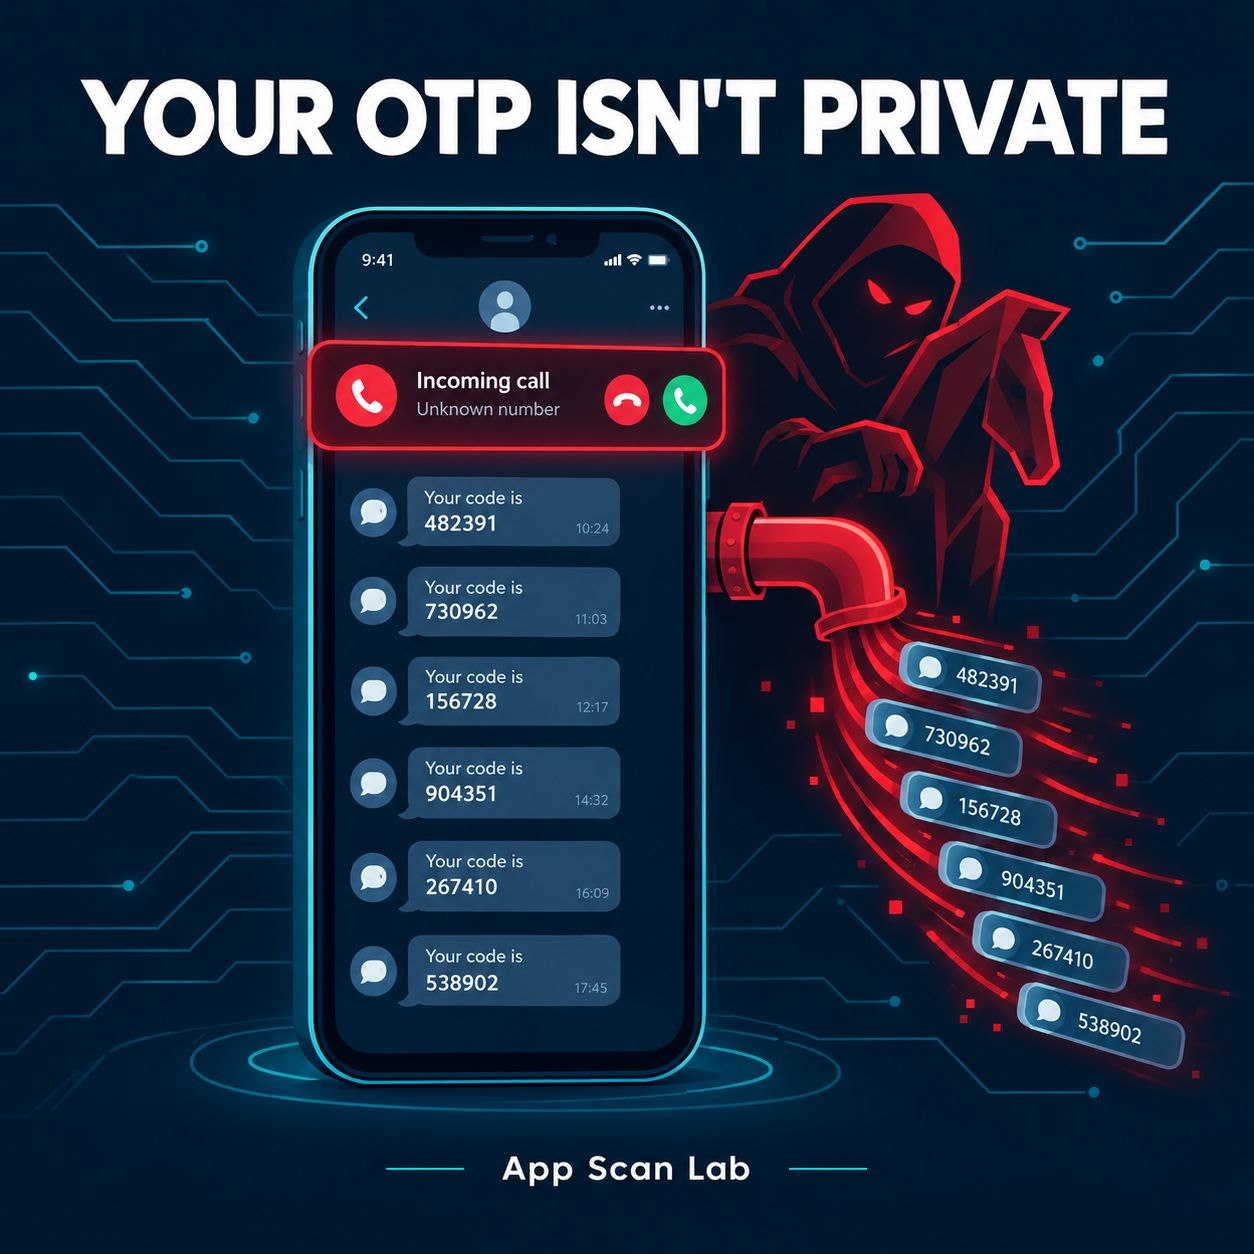 YOUR OTP ISN'T PRIVATE
9:41
Incoming call
Unknown number
Your code is
482391
10:24
Your code is
730962
11:03
Your code is
156728
12:17
Your code is
904351
14:32
Your code is
267410
16:09
Your code is
538902
17:45
482391
730962
156728
904351
267410
538902
App Scan Lab